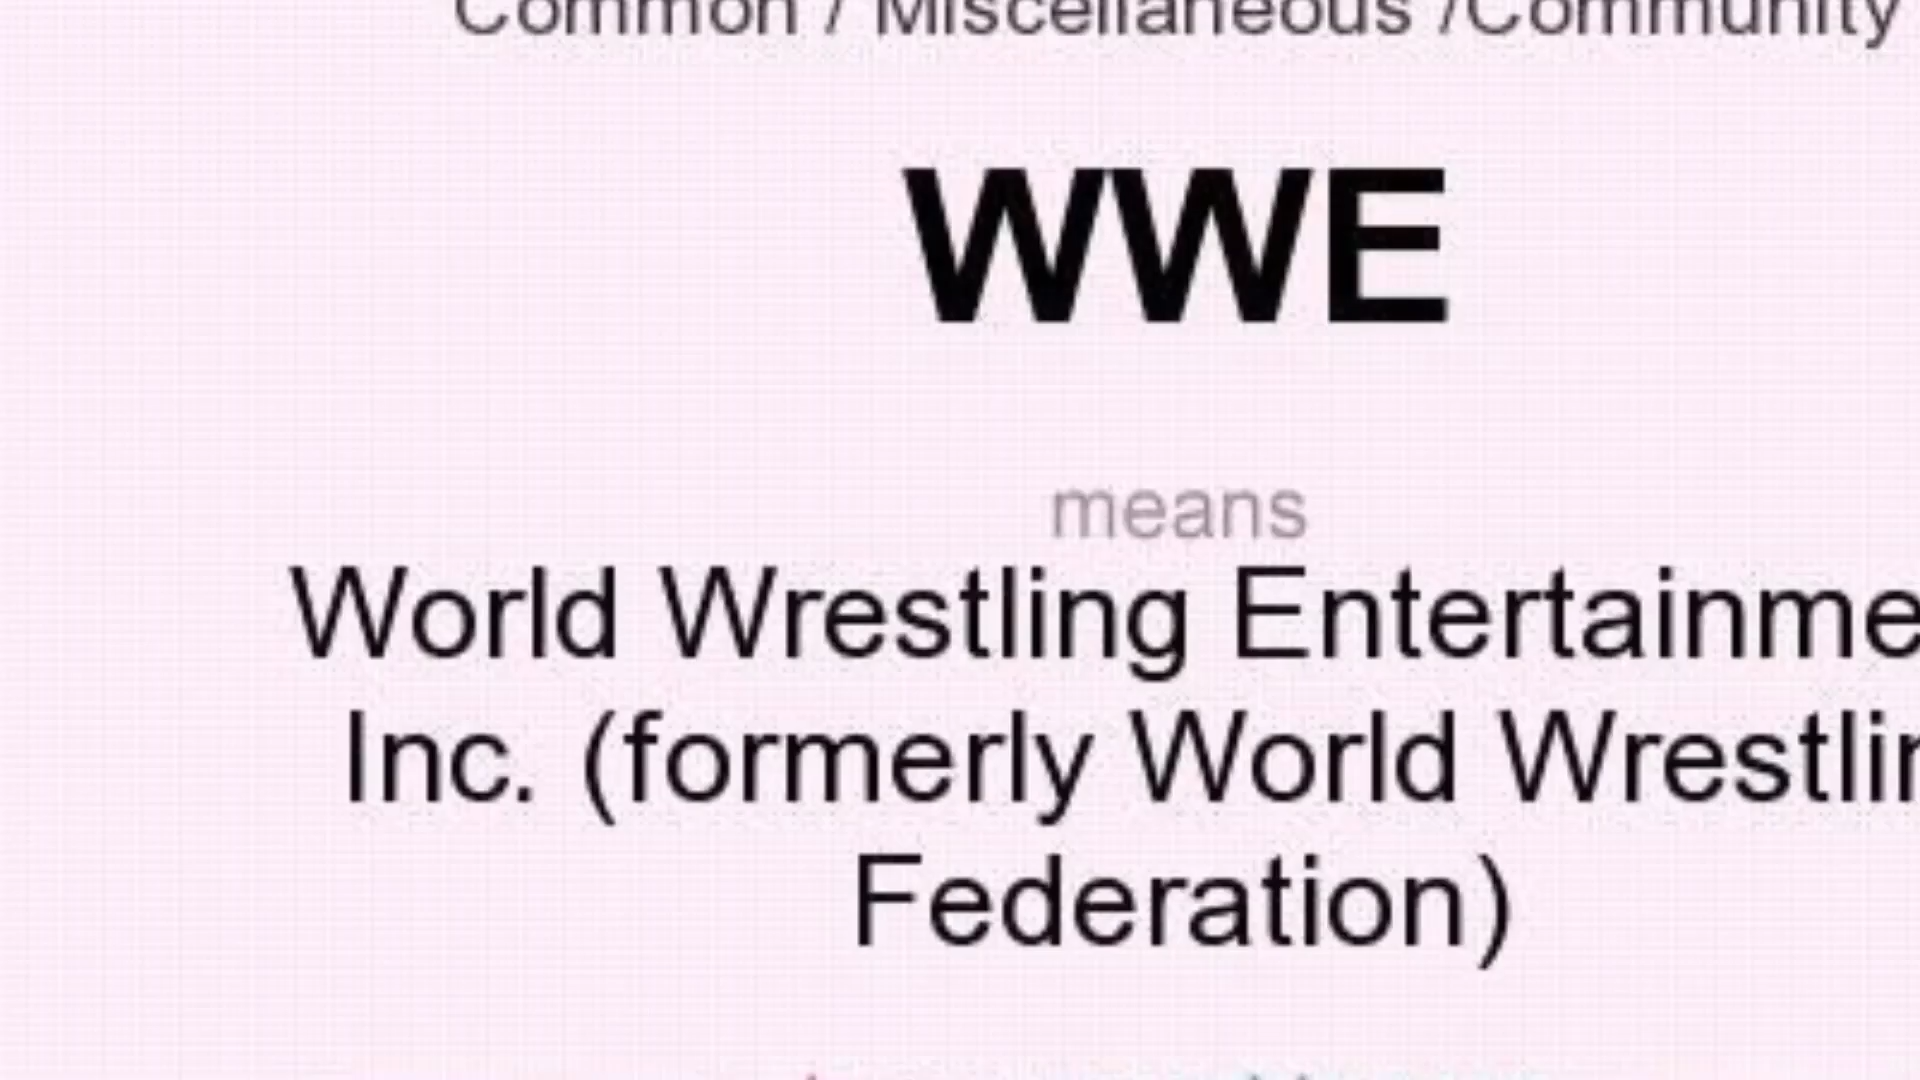 Common / Miscellaneous /Community
WWE
means
World Wrestling Entertainme
Inc. (formerly World Wrestlin
Federation)